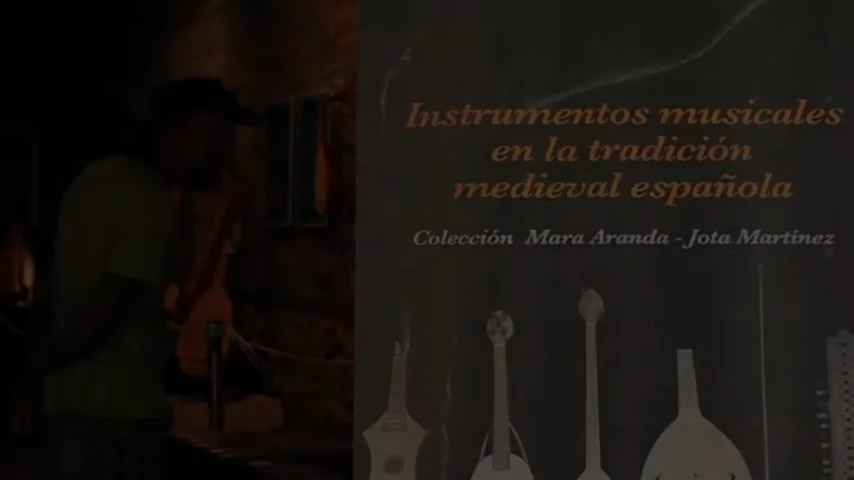 Instrumentos musicales
en la tradición
medieval española
Colección Mara Aranda - Jota Martínez